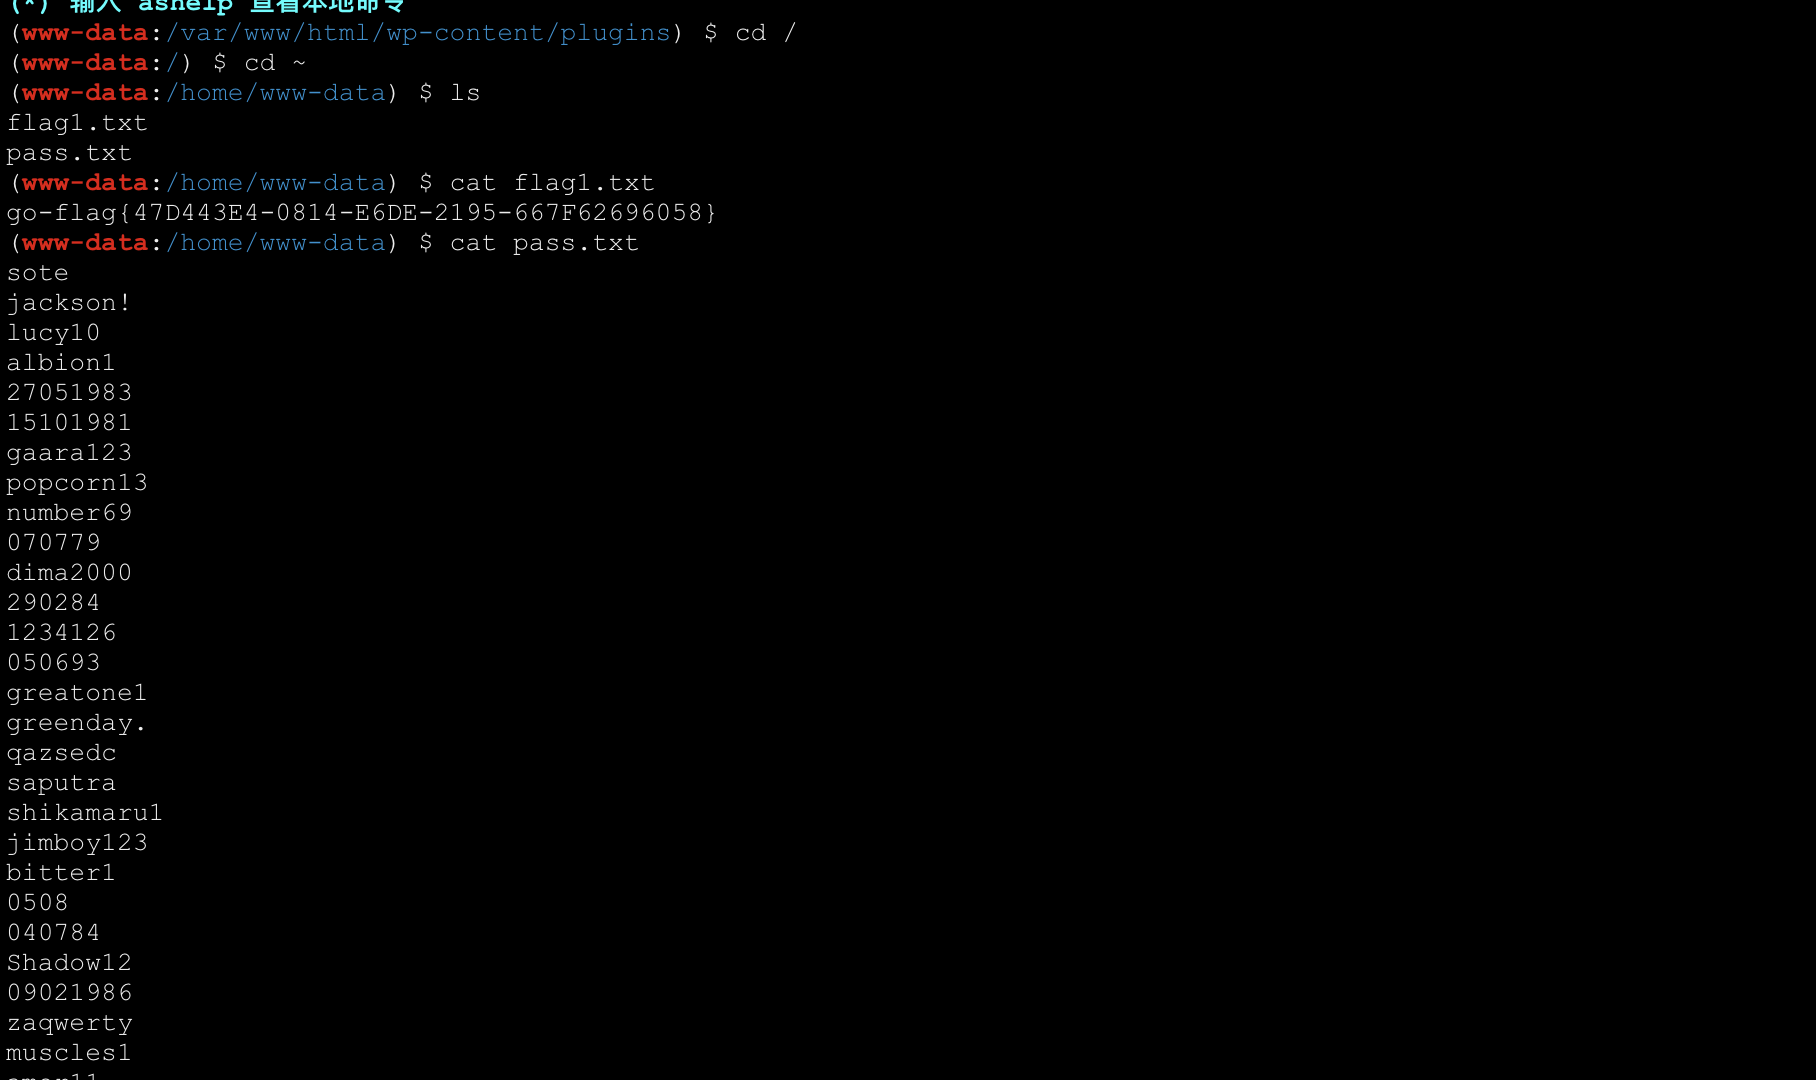 (*) 输入 ashelp 查看本地命令
(www-data:/var/www/html/wp-content/plugins) $ cd /
(www-data:/) $ cd ~
(www-data:/home/www-data) $ ls
flag1.txt
pass.txt
(www-data:/home/www-data) $ cat flag1.txt
go-flag{47D443E4-0814-E6DE-2195-667F62696058}
(www-data:/home/www-data) $ cat pass.txt
sote
jackson!
lucy10
albion1
27051983
15101981
gaara123
popcorn13
number69
070779
dima2000
290284
1234126
050693
greatone1
greenday.
qazsedc
saputra
shikamaru1
jimboy123
bitter1
0508
040784
Shadow12
09021986
zaqwerty
muscles1